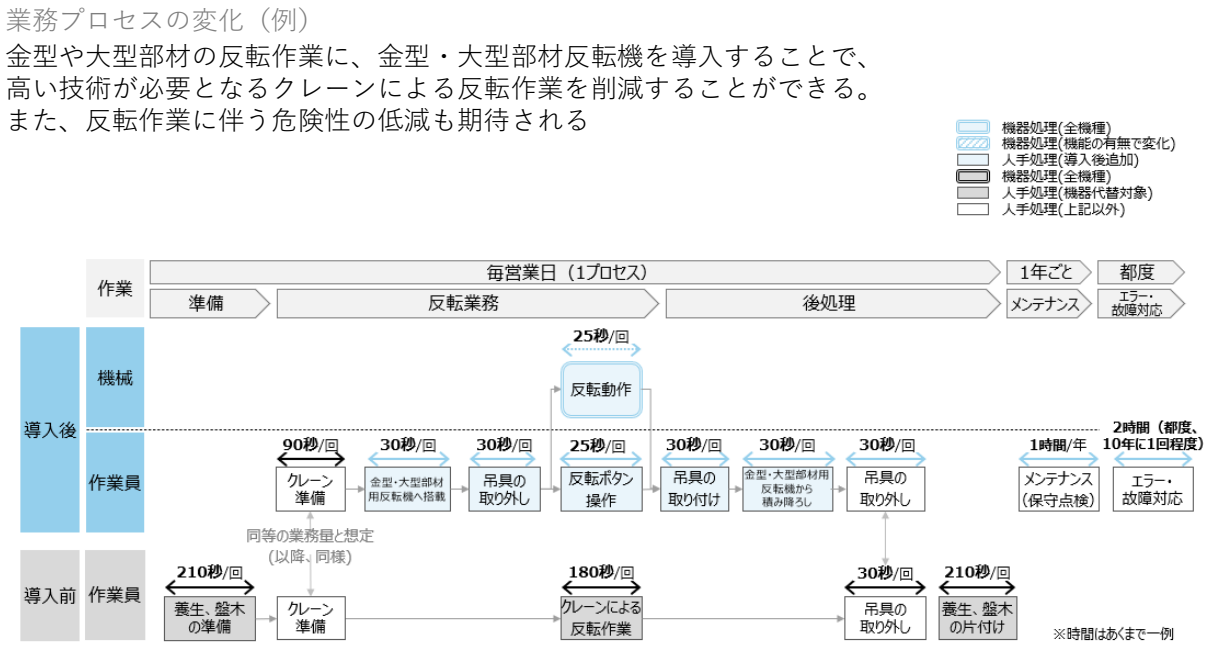 業務プロセスの変化（例）
金型や大型部材の反転作業に、金型・大型部材反転機を導入することで、
高い技術が必要となるクレーンによる反転作業を削減することができる。
また、反転作業に伴う危険性の低減も期待される
機器処理(全機種)
機器処理(機能の有無で変化)
人手処理(導入後追加)
機器処理(全機種)
人手処理(機器代替対象)
人手処理(上記以外)
作業
毎営業日（1プロセス）
1年ごと
都度
準備
反転業務
後処理
メンテナンス
エラー・
故障対応
導入後
機械
25秒/回
反転動作
作業員
90秒/回
クレーン
準備
30秒/回
金型・大型部材
用反転機へ搭載
30秒/回
吊具の
取り外し
25秒/回
反転ボタン
操作
30秒/回
吊具の
取り付け
30秒/回
金型・大型部材用
反転機から
積み降ろし
30秒/回
吊具の
取り外し
1時間/年
メンテナンス
（保守点検）
2時間（都度、
10年に1回程度）
エラー・
故障対応
同等の業務量と想定
(以降、同様)
導入前
作業員
210秒/回
養生、盤木
の準備
クレーン
準備
180秒/回
クレーンによる
反転作業
30秒/回
吊具の
取り外し
210秒/回
養生、盤木
の片付け
※時間はあくまで一例